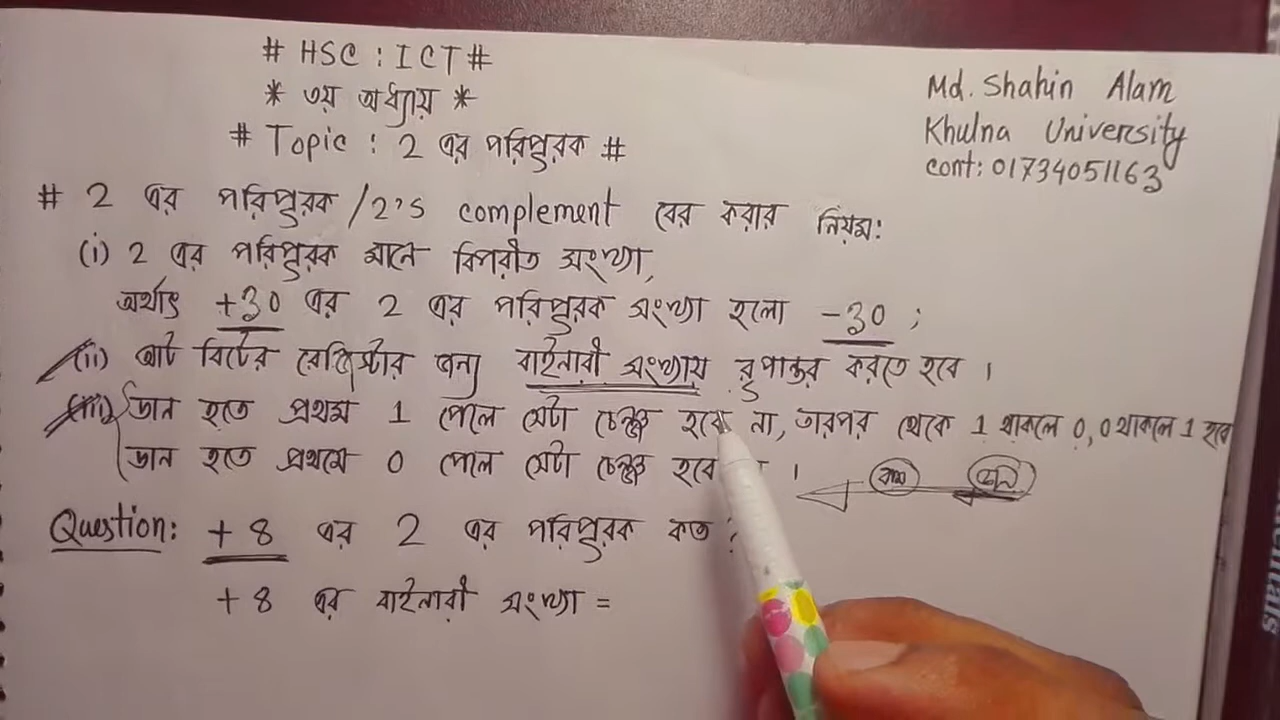 # HSC : ICT #
* ৩য় অধ্যায় *
# Topic : 2 এর পরিপুরক #
Md. Shahin Alam
Khulna University
cont: 01734051163
# 2 এর পরিপুরক /2's complement বের করার নিয়ম:
(i) 2 এর পরিপুরক মানে বিপরীত সংখ্যা,
অর্থাৎ +30 এর 2 এর পরিপুরক সংখ্যা হলো -30 ;
(ii) আট বিটের রেজিস্টার জন্য বাইনারী সংখ্যায় রুপান্তর করতে হবে ।
(iii) ডান হতে প্রথম 1 পেলে সেটা চেঞ্জ হবে না, তারপর থেকে 1 থাকলে 0, 0 থাকলে 1 হবে
ডান হতে প্রথমে 0 পেলে সেটা চেঞ্জ হবে ।
বাম ডান
Question: +8 এর 2 এর পরিপুরক কত ?
+8 এর বাইনারী সংখ্যা =